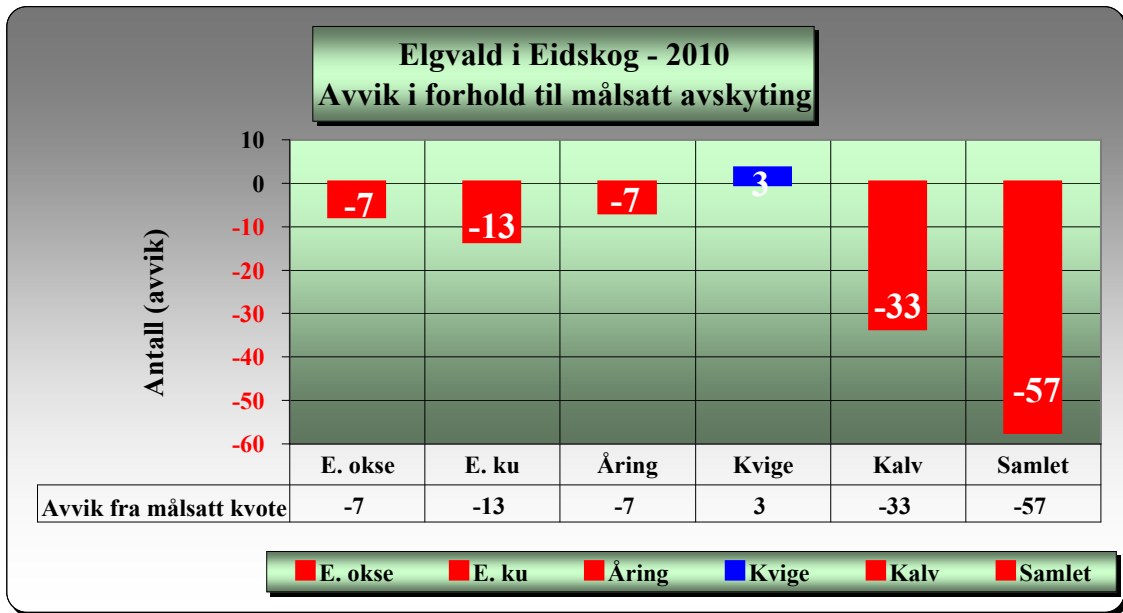 Elgvald i Eidskog - 2010
Avvik i forhold til målsatt avskyting
Antall (avvik)
10
0
-10
-20
-30
-40
-50
-60
-7
-13
-7
3
-33
-57
E. okse E. ku Åring Kvige Kalv Samlet
Avvik fra målsatt kvote -7 -13 -7 3 -33 -57
E. okse E. ku Åring Kvige Kalv Samlet